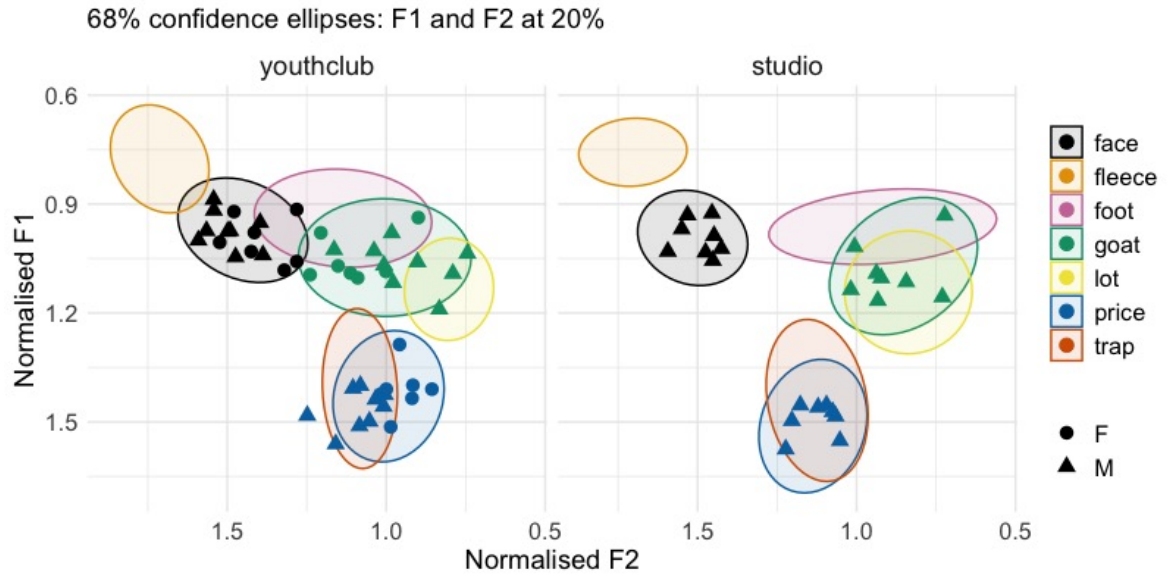 68% confidence ellipses: F1 and F2 at 20%
youthclub
studio
Normalised F1
0.6
0.9
1.2
1.5
1.5
1.0
0.5
1.5
1.0
0.5
Normalised F2
face
fleece
foot
goat
lot
price
trap
F
M